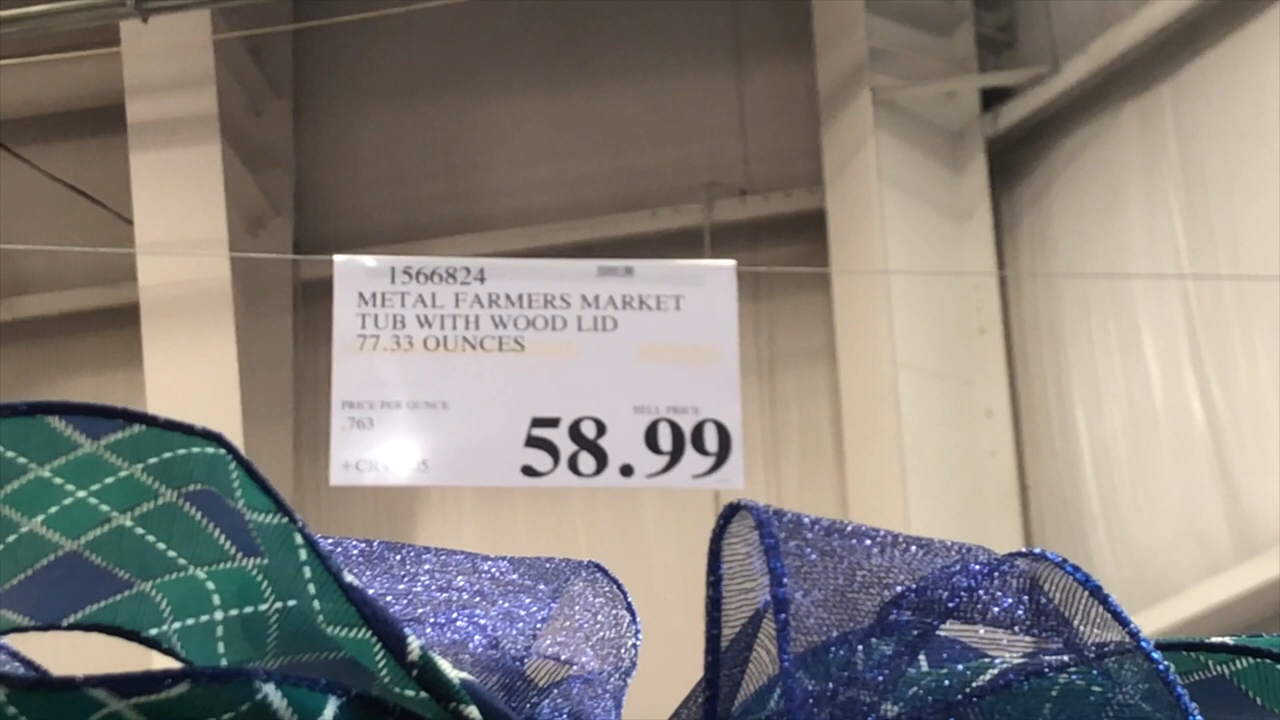 1566824
METAL FARMERS MARKET
TUB WITH WOOD LID
77.33 OUNCES
PRICE PER OUNCE
SELL PRICE
.763
58.99